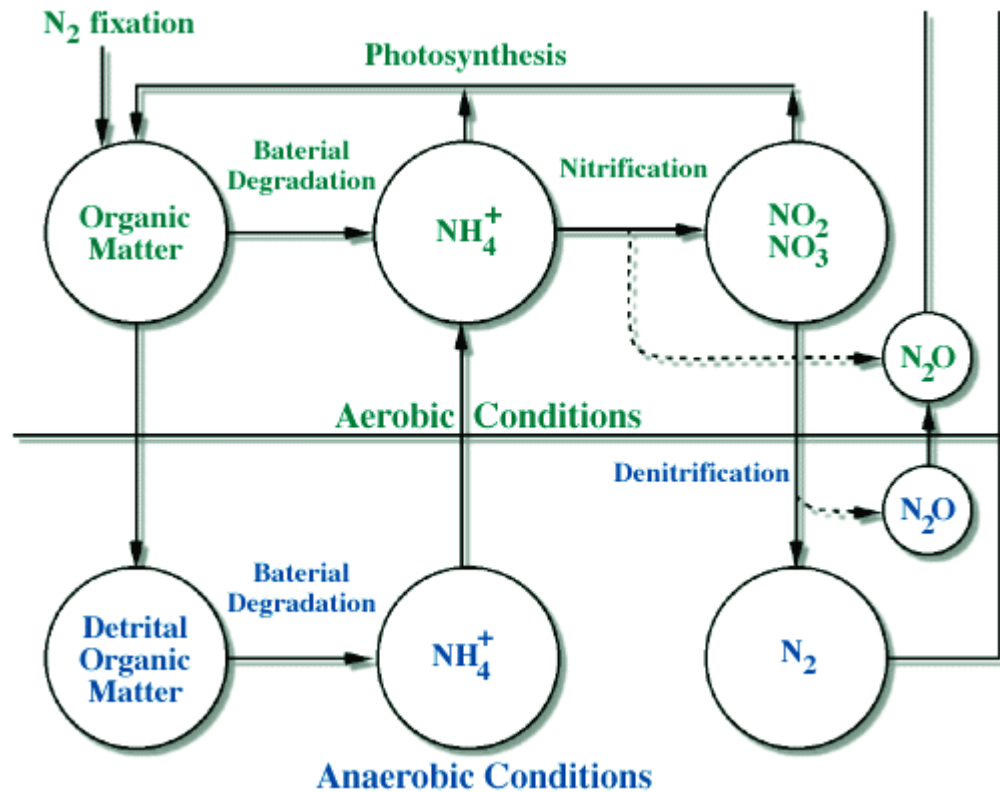 N2 fixation
Photosynthesis
Baterial
Degradation
Nitrification
Organic
Matter
NH4+
NO2
NO3
N2O
Aerobic Conditions
Denitrification
N2O
Baterial
Degradation
Detrital
Organic
Matter
NH4+
N2
Anaerobic Conditions